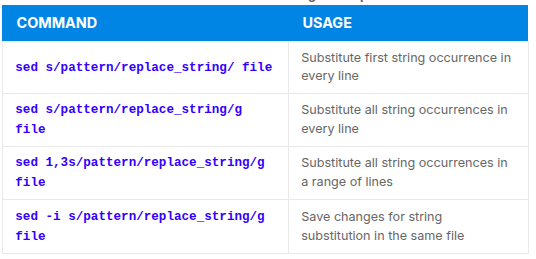 COMMAND USAGE
sed s/pattern/replace_string/ file
Substitute first string occurrence in
every line
sed s/pattern/replace_string/g
file
Substitute all string occurrences in
every line
sed 1,3s/pattern/replace_string/g
file
Substitute all string occurrences in
a range of lines
sed -i s/pattern/replace_string/g
file
Save changes for string
substitution in the same file